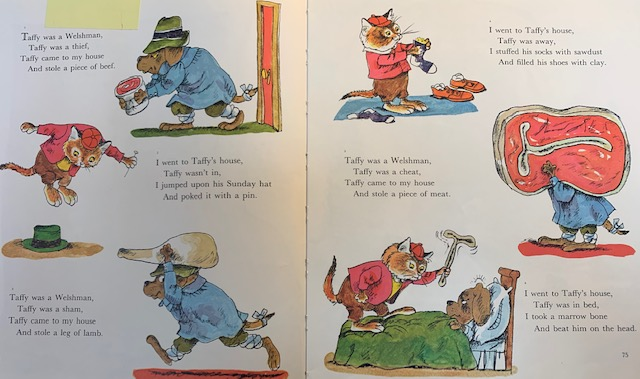 Taffy was a Welshman,
Taffy was a thief,
Taffy came to my house
And stole a piece of beef.
I went to Taffy's house,
Taffy wasn't in,
I jumped upon his Sunday hat
And poked it with a pin.
Taffy was a Welshman,
Taffy was a sham,
Taffy came to my house
And stole a leg of lamb.
I went to Taffy's house,
Taffy was away,
I stuffed his socks with sawdust
And filled his shoes with clay.
Taffy was a Welshman,
Taffy was a cheat,
Taffy came to my house
And stole a piece of meat.
I went to Taffy's house,
Taffy was in bed,
I took a marrow bone
And beat him on the head.
75